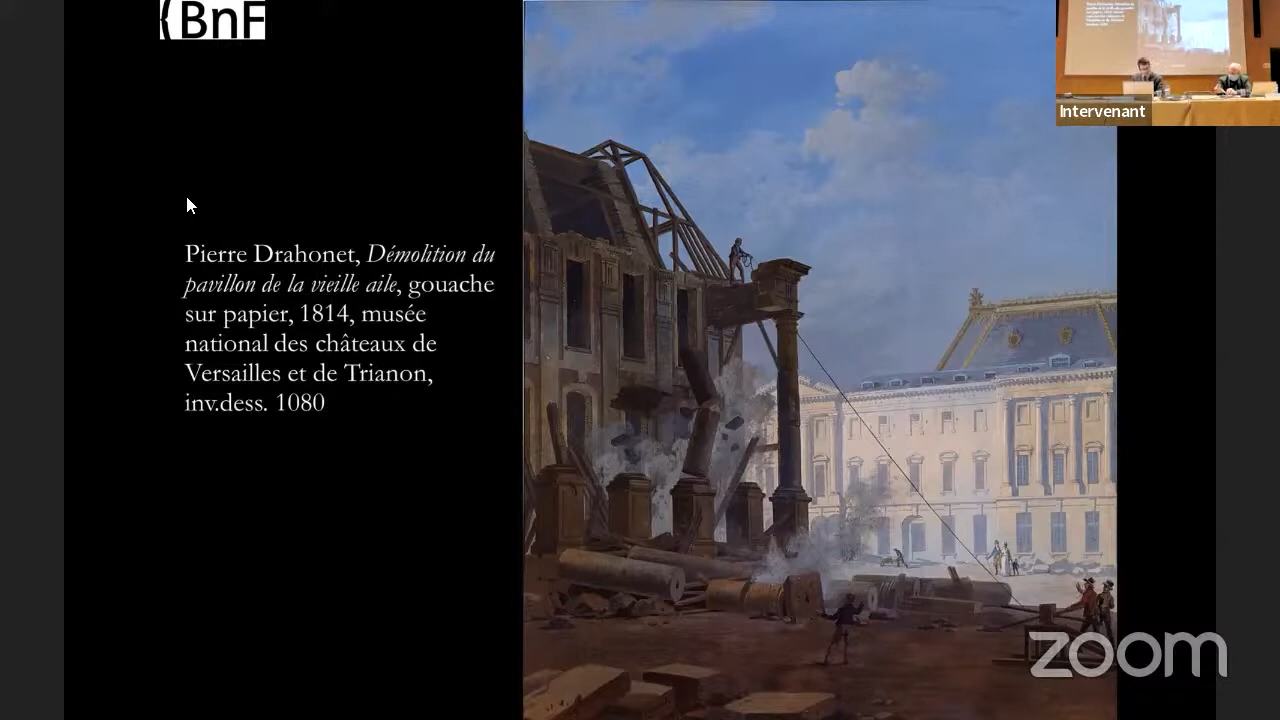 {BnF
Intervenant
Pierre Drahonet, Démolition du
pavillon de la vieille aile, gouache
sur papier, 1814, musée
national des châteaux de
Versailles et de Trianon,
inv.dess. 1080
zoom